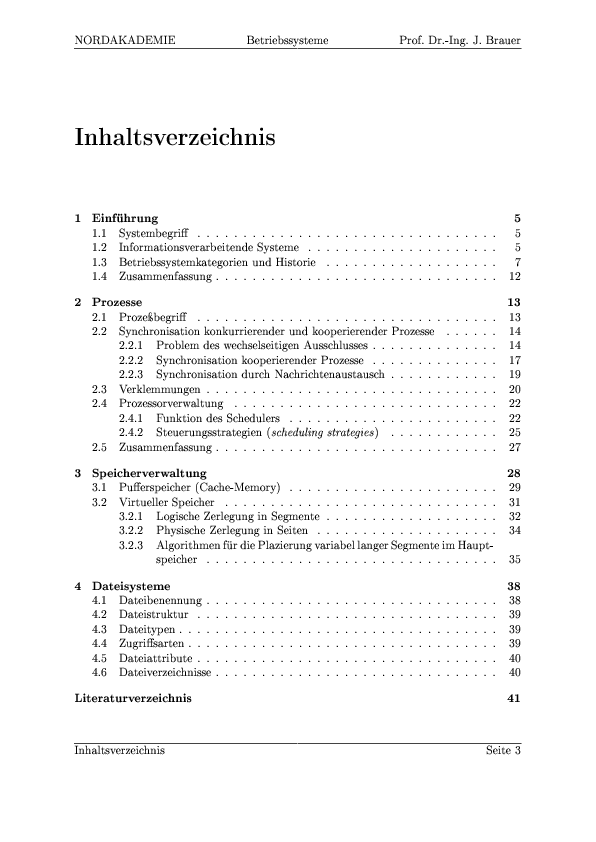 NORDAKADEMIE Betriebssysteme Prof. Dr.-Ing. J. Brauer
Inhaltsverzeichnis
1 Einführung 5
1.1 Systembegriff . . . . . . . . . . . . . . . . . . . . . . . . . . . . . . . . . 5
1.2 Informationsverarbeitende Systeme . . . . . . . . . . . . . . . . . . . . . 5
1.3 Betriebssystemkategorien und Historie . . . . . . . . . . . . . . . . . . . 7
1.4 Zusammenfassung . . . . . . . . . . . . . . . . . . . . . . . . . . . . . . . 12
2 Prozesse 13
2.1 Prozeßbegriff . . . . . . . . . . . . . . . . . . . . . . . . . . . . . . . . . 13
2.2 Synchronisation konkurrierender und kooperierender Prozesse . . . . . . 14
2.2.1 Problem des wechselseitigen Ausschlusses . . . . . . . . . . . . . . 14
2.2.2 Synchronisation kooperierender Prozesse . . . . . . . . . . . . . . 17
2.2.3 Synchronisation durch Nachrichtenaustausch . . . . . . . . . . . . 19
2.3 Verklemmungen . . . . . . . . . . . . . . . . . . . . . . . . . . . . . . . . 20
2.4 Prozessorverwaltung . . . . . . . . . . . . . . . . . . . . . . . . . . . . . 22
2.4.1 Funktion des Schedulers . . . . . . . . . . . . . . . . . . . . . . . 22
2.4.2 Steuerungsstrategien (scheduling strategies) . . . . . . . . . . . . 25
2.5 Zusammenfassung . . . . . . . . . . . . . . . . . . . . . . . . . . . . . . . 27
3 Speicherverwaltung 28
3.1 Pufferspeicher (Cache-Memory) . . . . . . . . . . . . . . . . . . . . . . . 29
3.2 Virtueller Speicher . . . . . . . . . . . . . . . . . . . . . . . . . . . . . . 31
3.2.1 Logische Zerlegung in Segmente . . . . . . . . . . . . . . . . . . . 32
3.2.2 Physische Zerlegung in Seiten . . . . . . . . . . . . . . . . . . . . 34
3.2.3 Algorithmen für die Plazierung variabel langer Segmente im Haupt-
speicher . . . . . . . . . . . . . . . . . . . . . . . . . . . . . . . . 35
4 Dateisysteme 38
4.1 Dateibenennung . . . . . . . . . . . . . . . . . . . . . . . . . . . . . . . . 38
4.2 Dateistruktur . . . . . . . . . . . . . . . . . . . . . . . . . . . . . . . . . 39
4.3 Dateitypen . . . . . . . . . . . . . . . . . . . . . . . . . . . . . . . . . . . 39
4.4 Zugriffsarten . . . . . . . . . . . . . . . . . . . . . . . . . . . . . . . . . . 39
4.5 Dateiattribute . . . . . . . . . . . . . . . . . . . . . . . . . . . . . . . . . 40
4.6 Dateiverzeichnisse . . . . . . . . . . . . . . . . . . . . . . . . . . . . . . . 40
Literaturverzeichnis 41
Inhaltsverzeichnis Seite 3